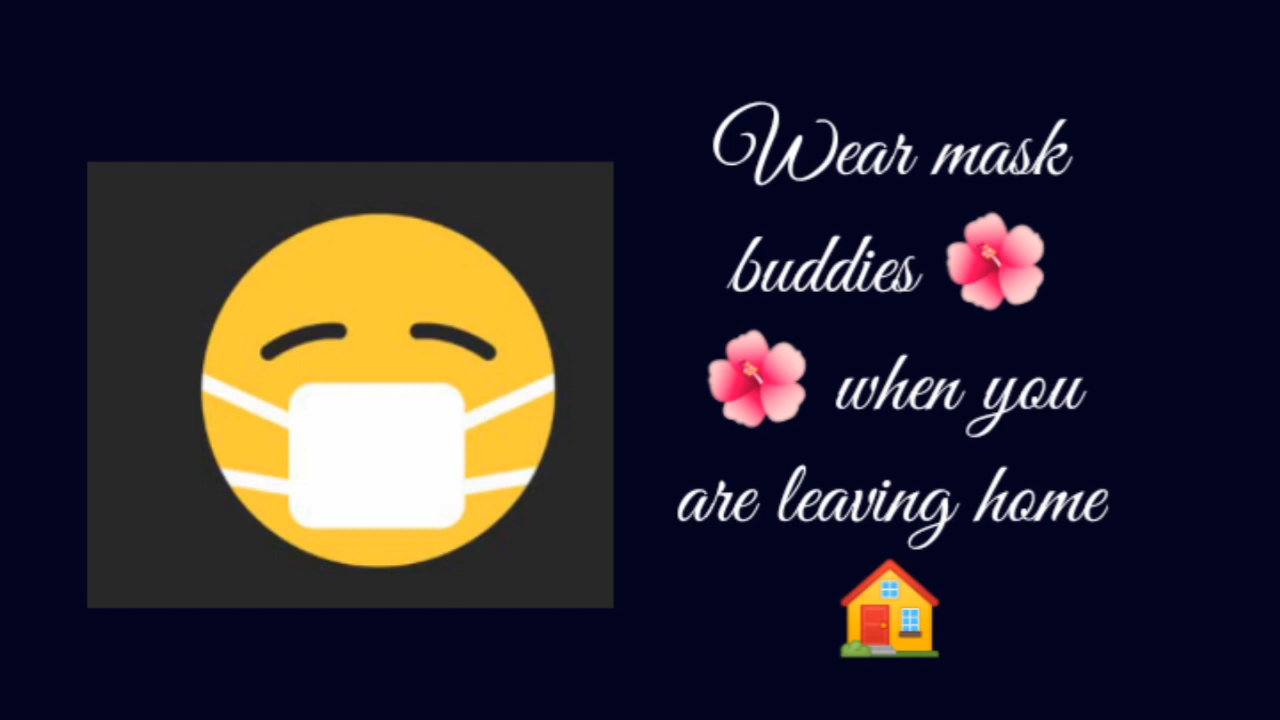 Wear mask
buddies 🌺
🌺 when you
are leaving home
🏠